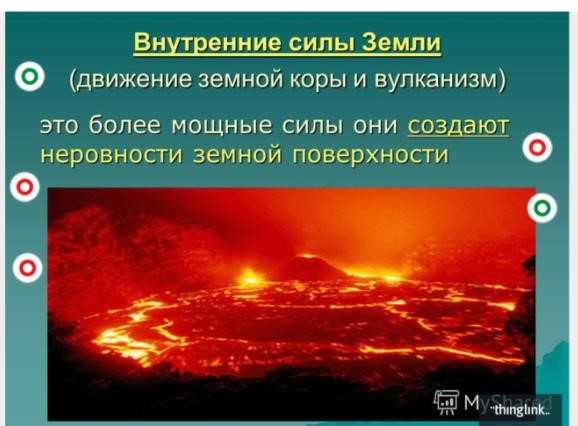 Внутренние силы Земли
(движение земной коры и вулканизм)
это более мощные силы они создают
неровности земной поверхности
MyShared
thinglink..